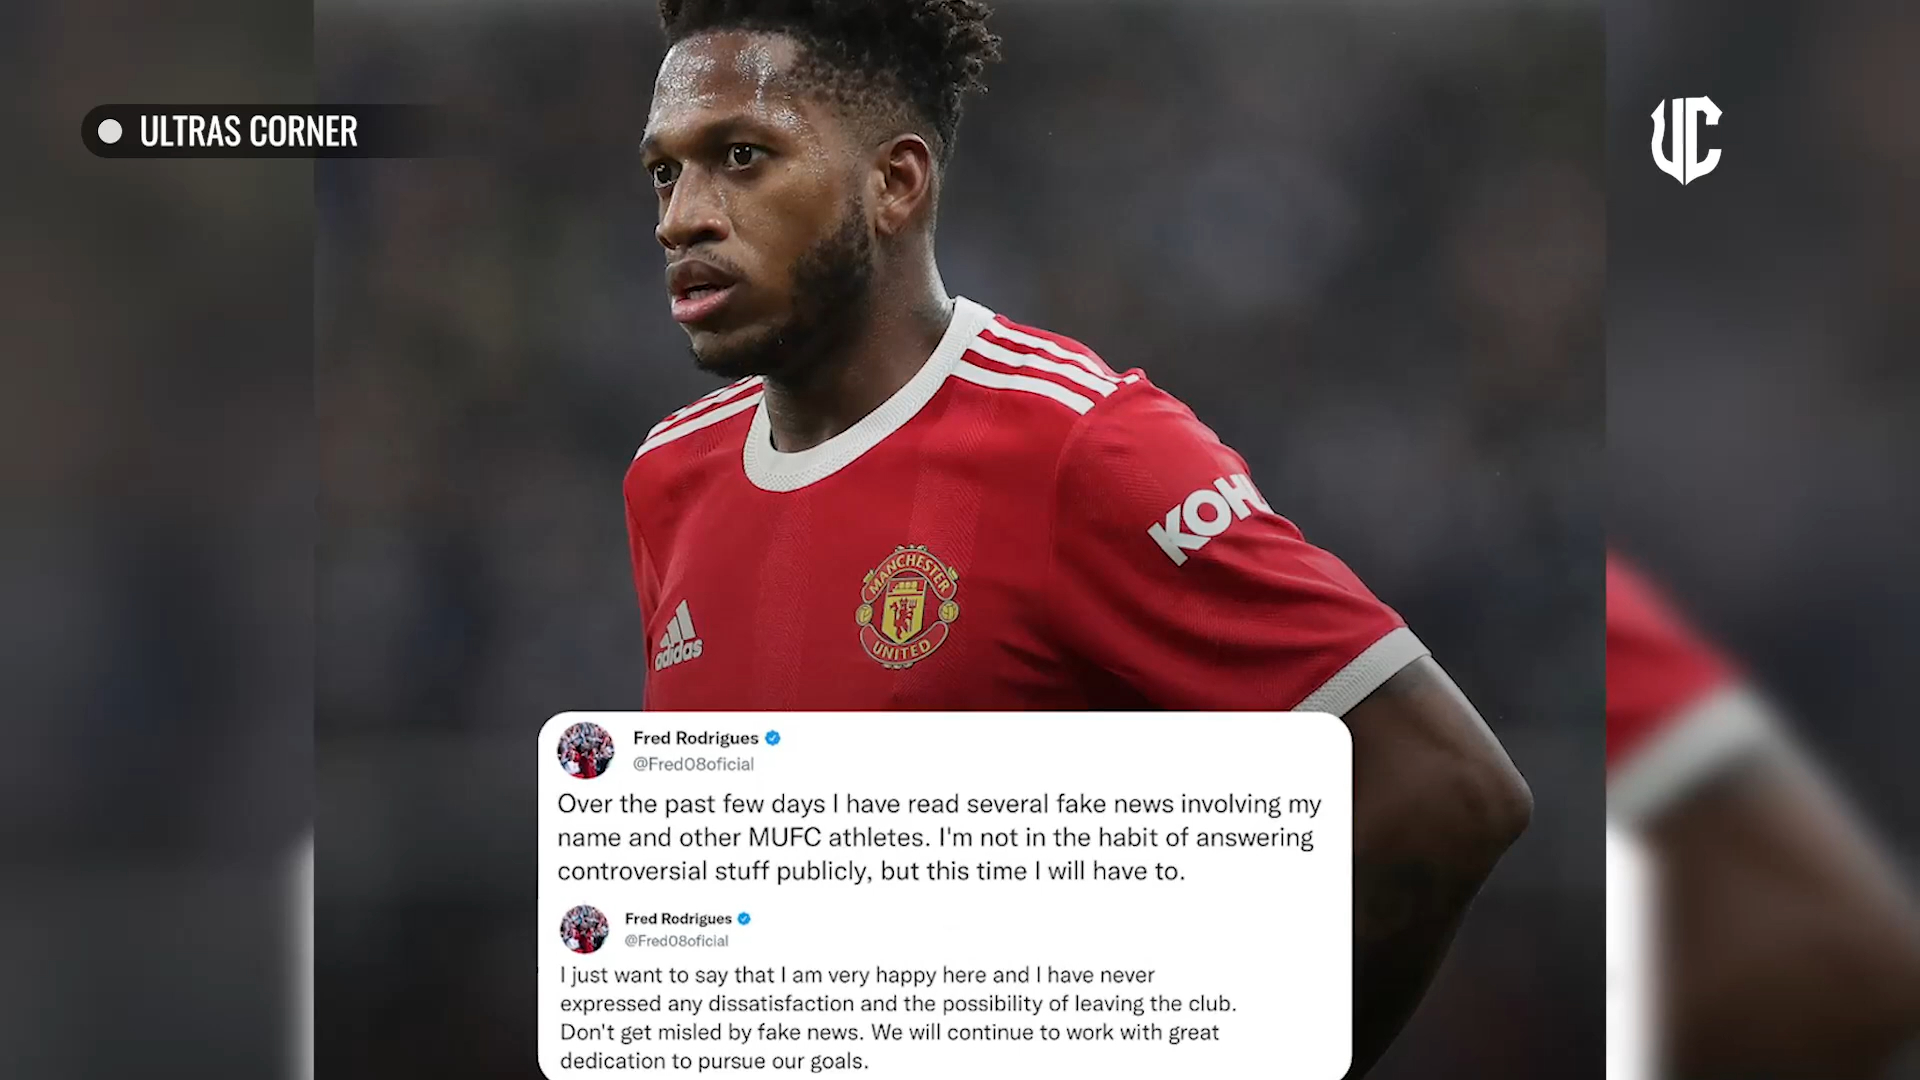 ULTRAS CORNER
UC
KOHL
adidas
MANCHESTER
UNITED
Fred Rodrigues
@Fred08oficial
Over the past few days I have read several fake news involving my
name and other MUFC athletes. I'm not in the habit of answering
controversial stuff publicly, but this time I will have to.
Fred Rodrigues
@Fred08oficial
I just want to say that I am very happy here and I have never
expressed any dissatisfaction and the possibility of leaving the club.
Don't get misled by fake news. We will continue to work with great
dedication to pursue our goals.